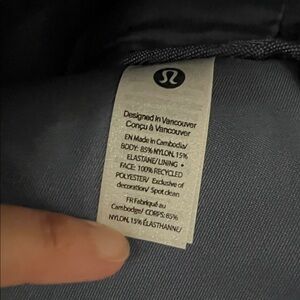 Designed in Vancouver
Conçu à Vancouver
EN Made in Cambodia/
BODY: 85% NYLON, 15%
ELASTANE/ LINING •
FACE: 100% RECYCLED
POLYESTER/ Exclusive of
decoration/ Spot clean
FR Fabriqué au
Cambodge/ CORPS: 85%
NYLON, 15% ÉLASTHANNE/